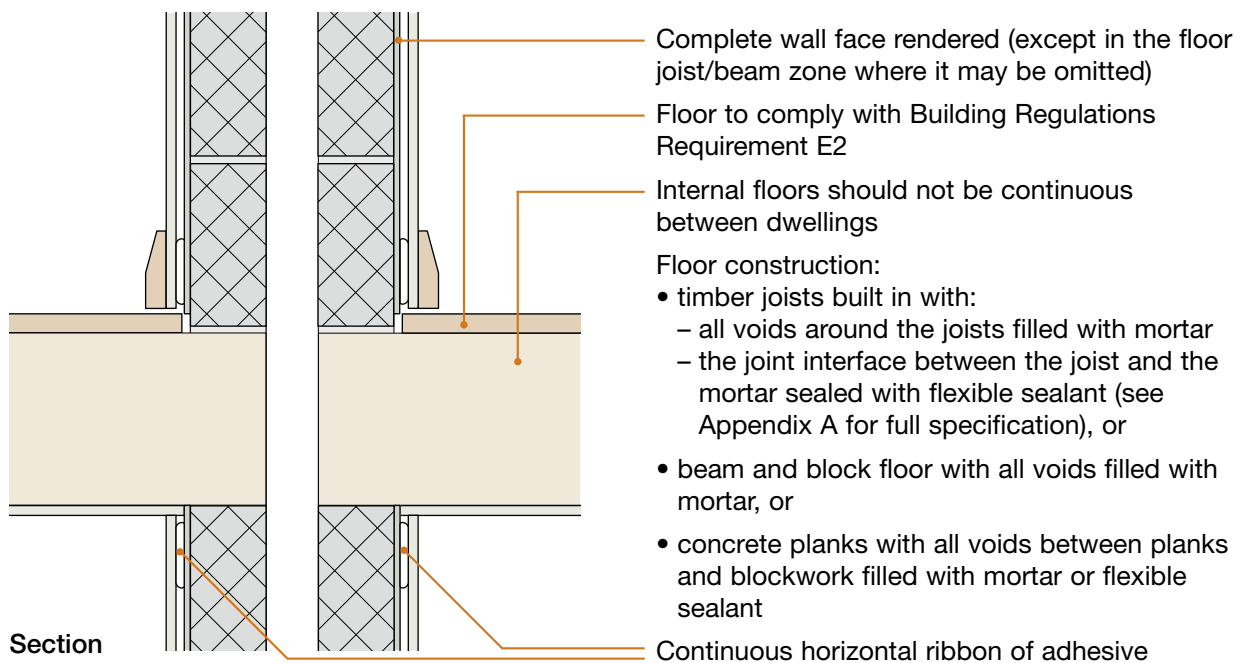 Complete wall face rendered (except in the floor
joist/beam zone where it may be omitted)
Floor to comply with Building Regulations
Requirement E2
Internal floors should not be continuous
between dwellings
Floor construction:
• timber joists built in with:
– all voids around the joists filled with mortar
– the joint interface between the joist and the
mortar sealed with flexible sealant (see
Appendix A for full specification), or
• beam and block floor with all voids filled with
mortar, or
• concrete planks with all voids between planks
and blockwork filled with mortar or flexible
sealant
Continuous horizontal ribbon of adhesive
Section